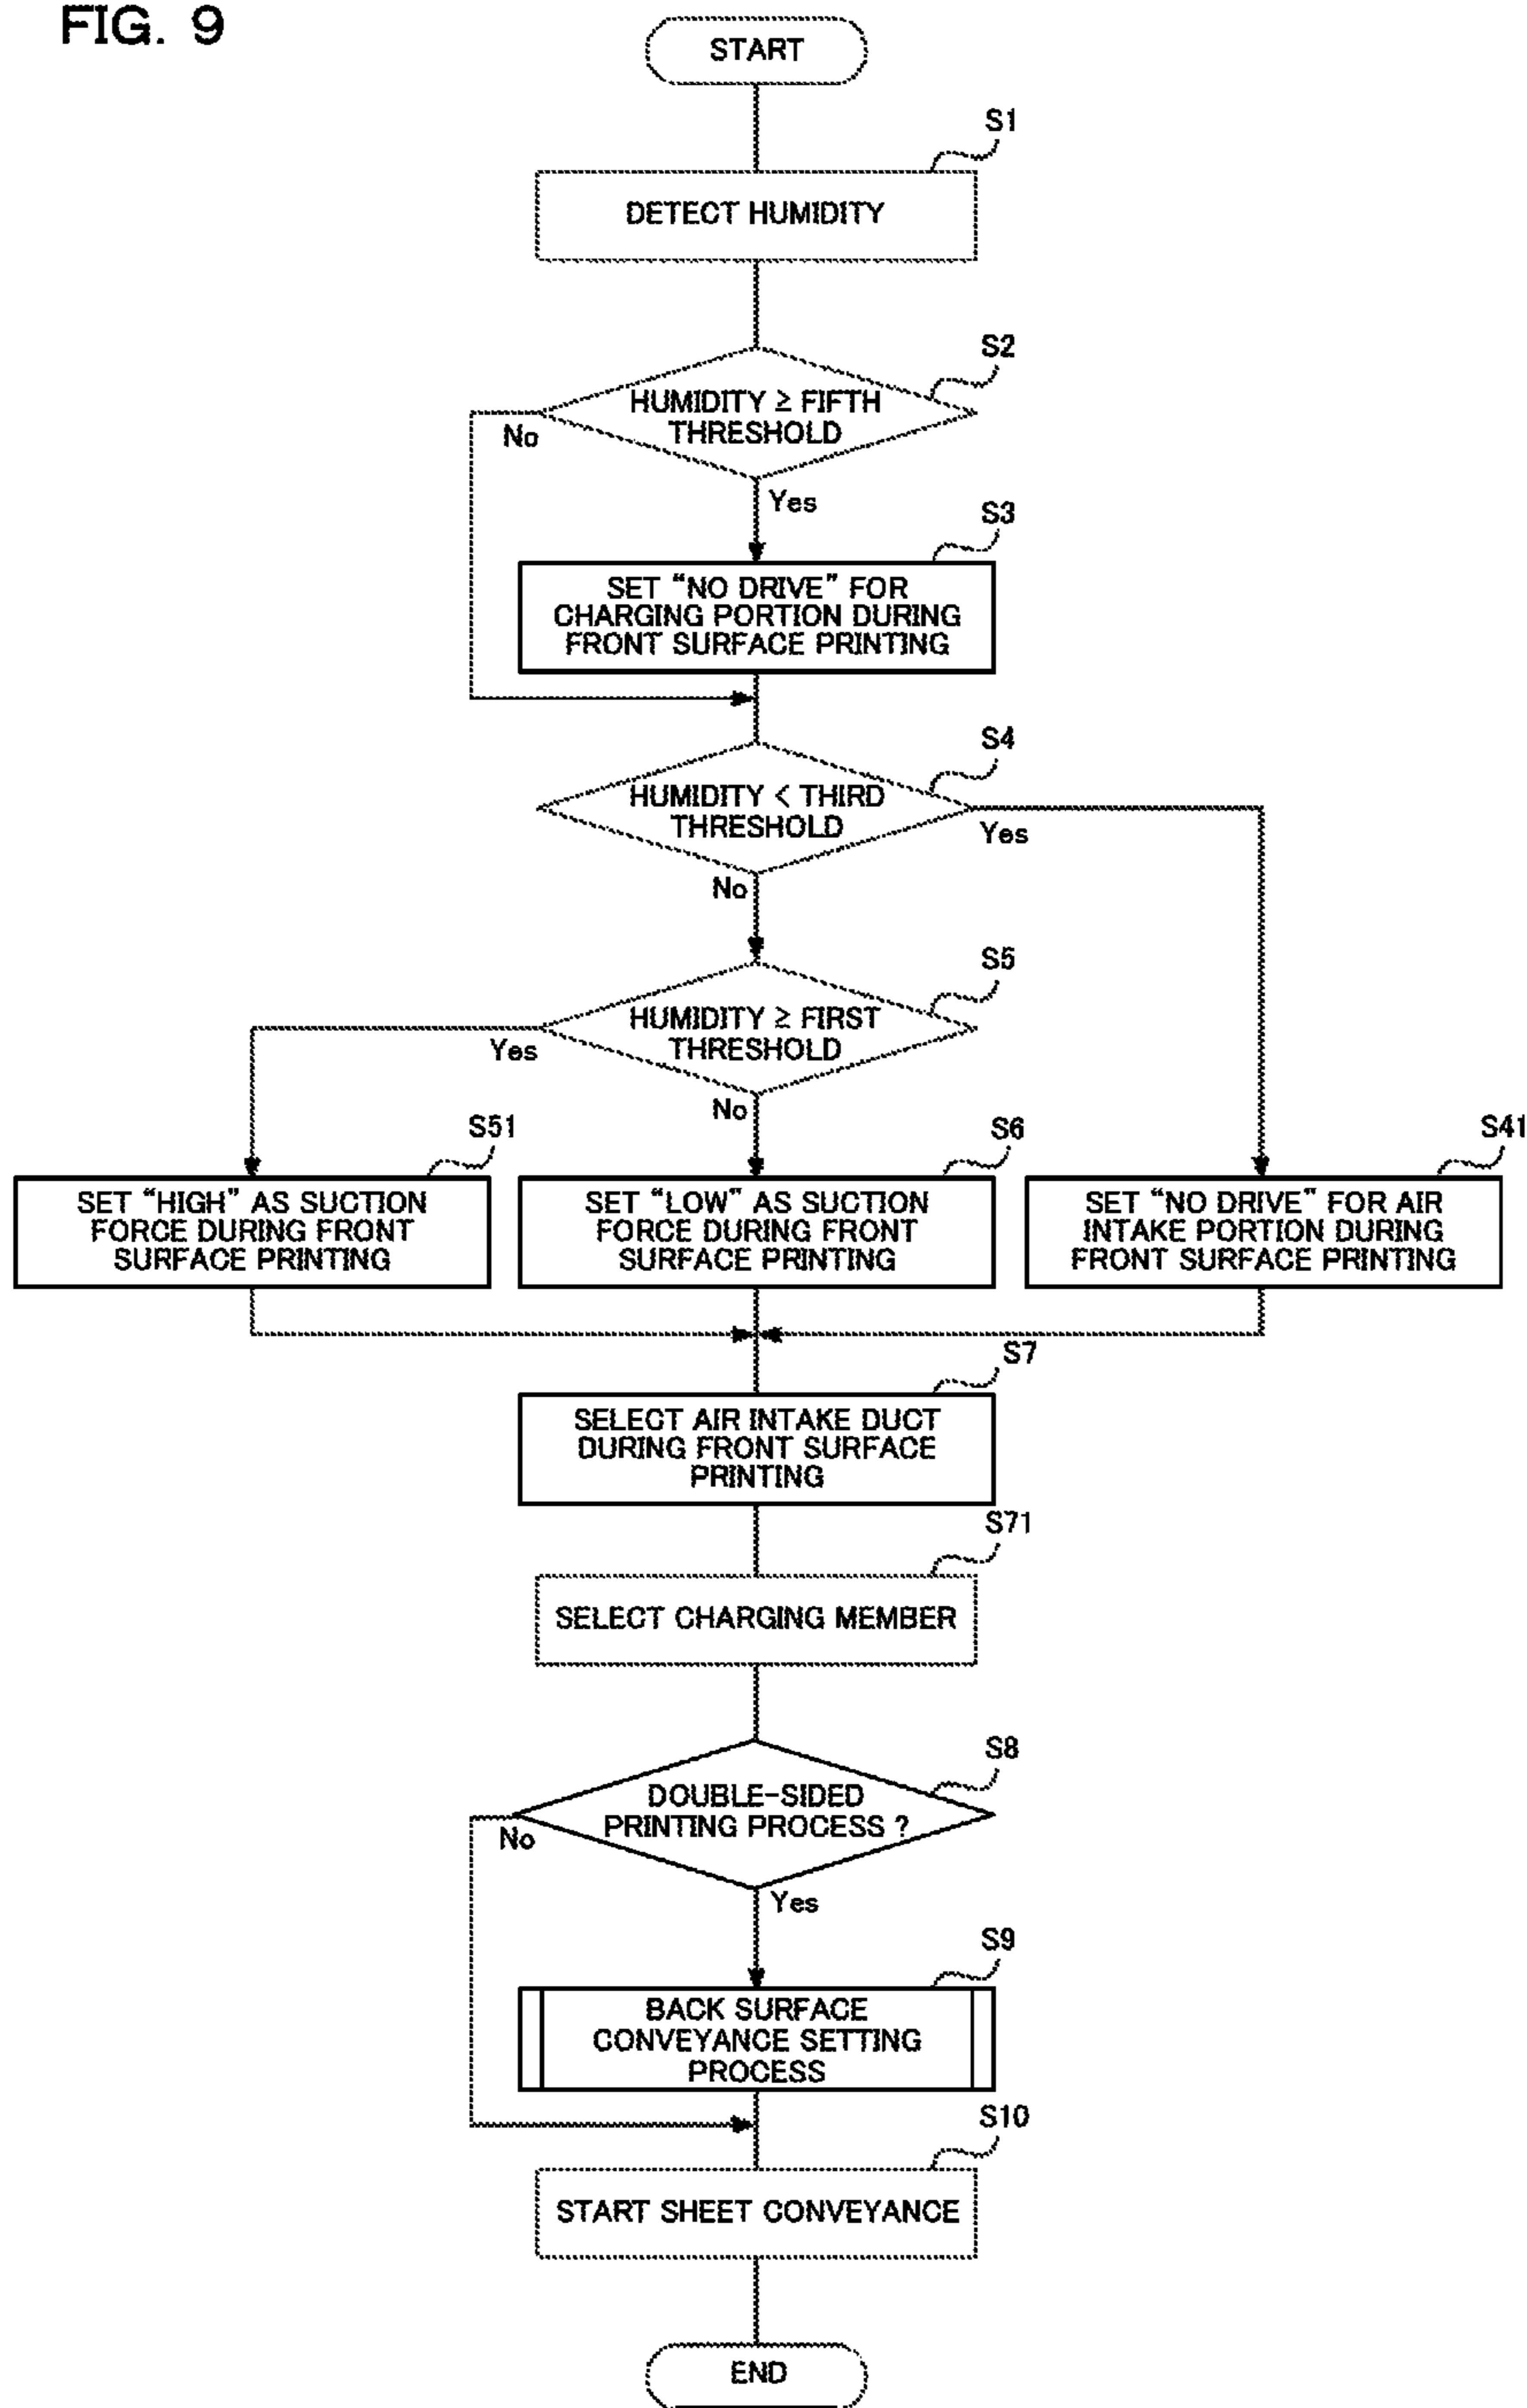 FIG. 9
START
S1
DETECT HUMIDITY
S2
HUMIDITY ≥ FIFTH
THRESHOLD
No
Yes
S3
SET “NO DRIVE” FOR
CHARGING PORTION DURING
FRONT SURFACE PRINTING
S4
HUMIDITY < THIRD
THRESHOLD
Yes
No
S5
HUMIDITY ≥ FIRST
THRESHOLD
Yes
No
S51
SET “HIGH” AS SUCTION
FORCE DURING FRONT
SURFACE PRINTING
S6
SET “LOW” AS SUCTION
FORCE DURING FRONT
SURFACE PRINTING
S41
SET “NO DRIVE” FOR AIR
INTAKE PORTION DURING
FRONT SURFACE PRINTING
S7
SELECT AIR INTAKE DUCT
DURING FRONT SURFACE
PRINTING
S71
SELECT CHARGING MEMBER
S8
DOUBLE-SIDED
PRINTING PROCESS ?
No
Yes
S9
BACK SURFACE
CONVEYANCE SETTING
PROCESS
S10
START SHEET CONVEYANCE
END